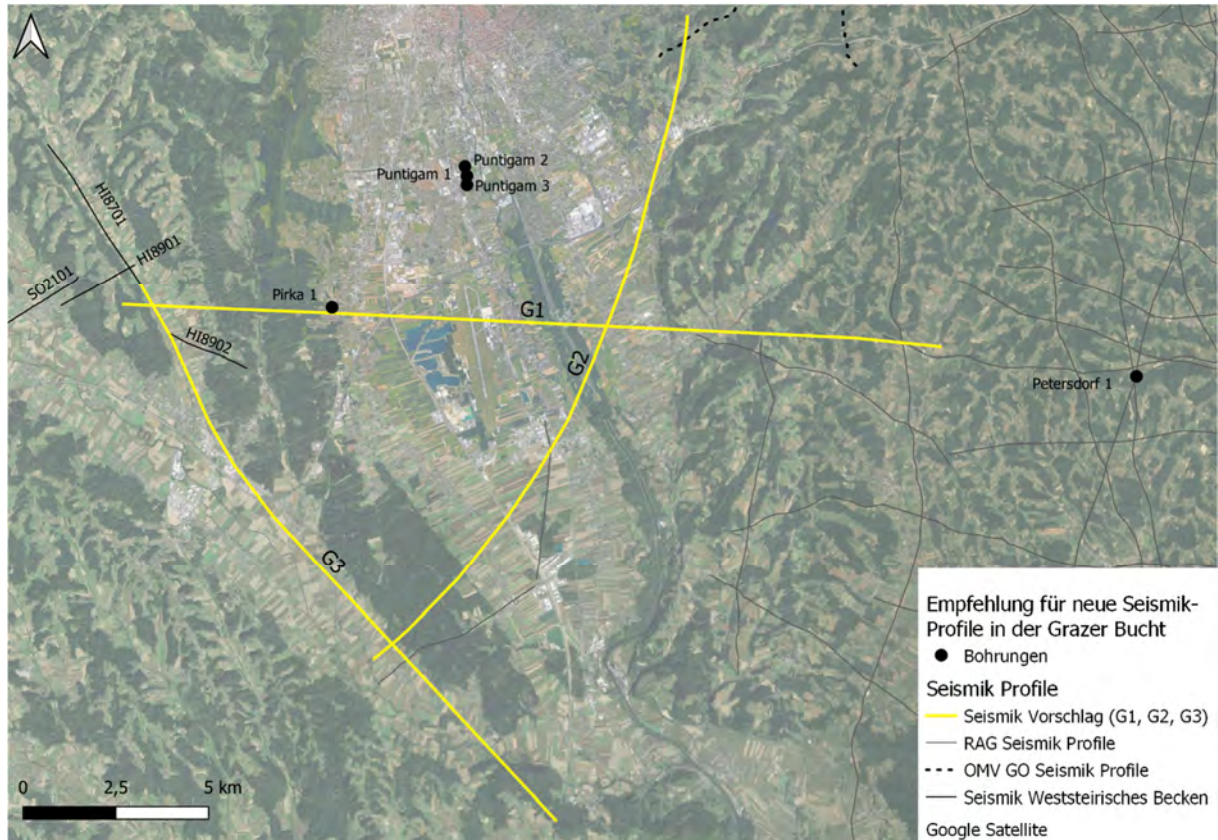 Puntigam 2
Puntigam 1
Puntigam 3
HI8701
HI8901
SO2101
Pirka 1
G1
HI8902
G2
Petersdorf 1
G3
Empfehlung für neue Seismik-
Profile in der Grazer Bucht
Bohrungen
Seismik Profile
Seismik Vorschlag (G1, G2, G3)
RAG Seismik Profile
OMV GO Seismik Profile
Seismik Weststeirisches Becken
Google Satellite
0 2,5 5 km